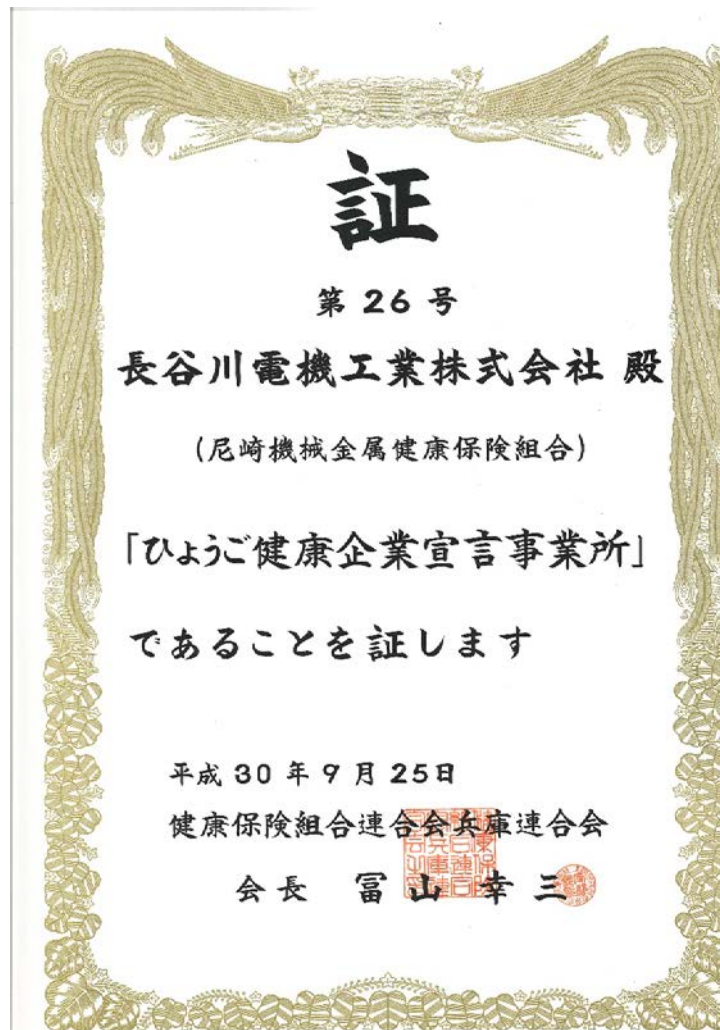 証
第 26 号
長谷川電機工業株式会社 殿
(尼崎機械金属健康保険組合)
「ひょうご健康企業宣言事業所」
であることを証します
平成 30 年 9 月 25日
健康保険組合連合会兵庫連合会
会長 冨山 幸三